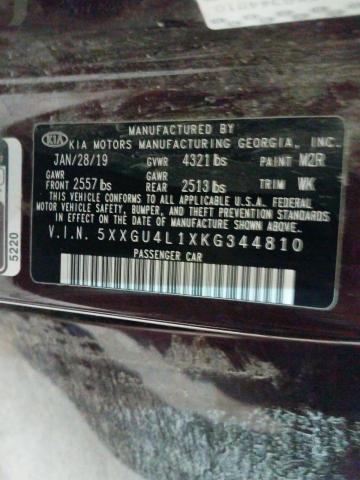 MANUFACTURED BY
KIA KIA MOTORS MANUFACTURING GEORGIA, INC.
JAN/28/19 GVWR 4321 lbs PAINT M2R
GAWR GAWR
FRONT 2557 lbs REAR 2513 lbs TRIM WK
THIS VEHICLE CONFORMS TO ALL APPLICABLE U.S.A. FEDERAL
MOTOR VEHICLE SAFETY, BUMPER, AND THEFT PREVENTION STANDARDS
IN EFFECT ON THE DATE OF MANUFACTURE SHOWN ABOVE.
V.I.N. 5XXGU4L1XKG344810
PASSENGER CAR
5220